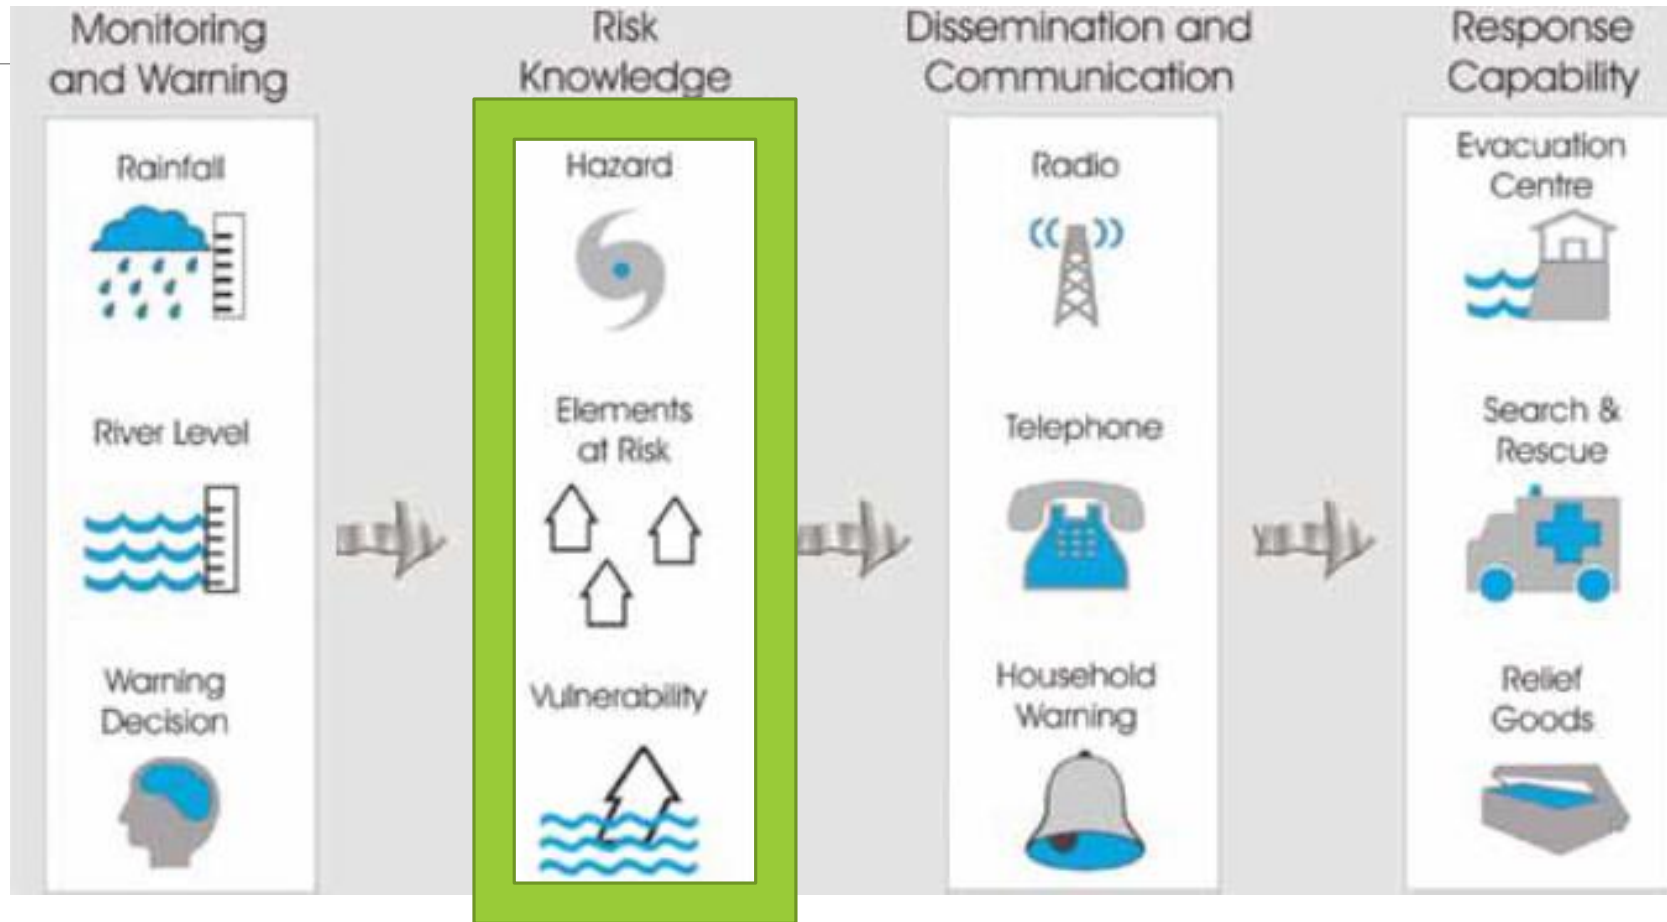 Monitoring
and Warning
Rainfall
River Level
Warning
Decision
Risk
Knowledge
Hazard
Elements
at Risk
Vulnerability
Dissemination and
Communication
Radio
Telephone
Household
Warning
Response
Capability
Evacuation
Centre
Search &
Rescue
Relief
Goods